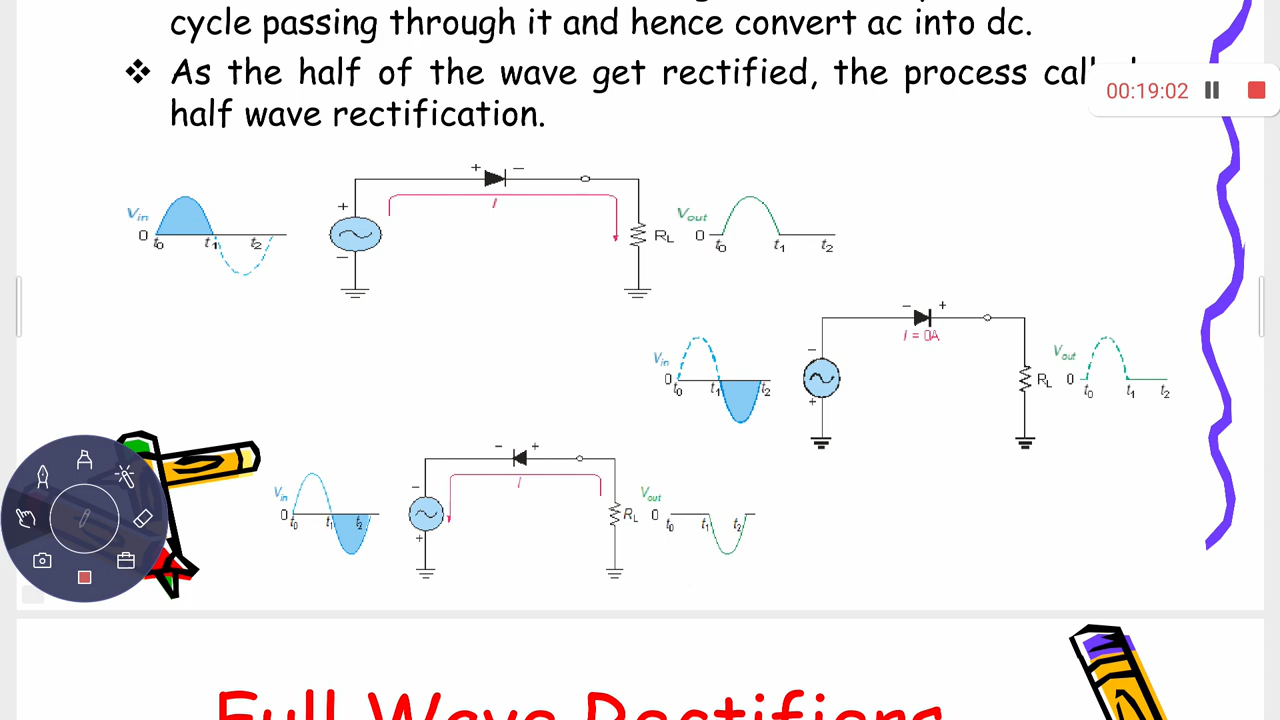 cycle passing through it and hence convert ac into dc.
❖ As the half of the wave get rectified, the process
half wave rectification.
00:19:02
+ −
Vin
0 t0 t1 t2
+
−
I
RL
Vout
0 t0 t1 t2
− +
I = 0A
Vin
0 t0 t1 t2
−
+
RL
Vout
0 t0 t1 t2
− +
I
Vin
0 t0 t1 t2
−
+
RL
Vout
0 t0 t1 t2
Full Wave Rectifiers